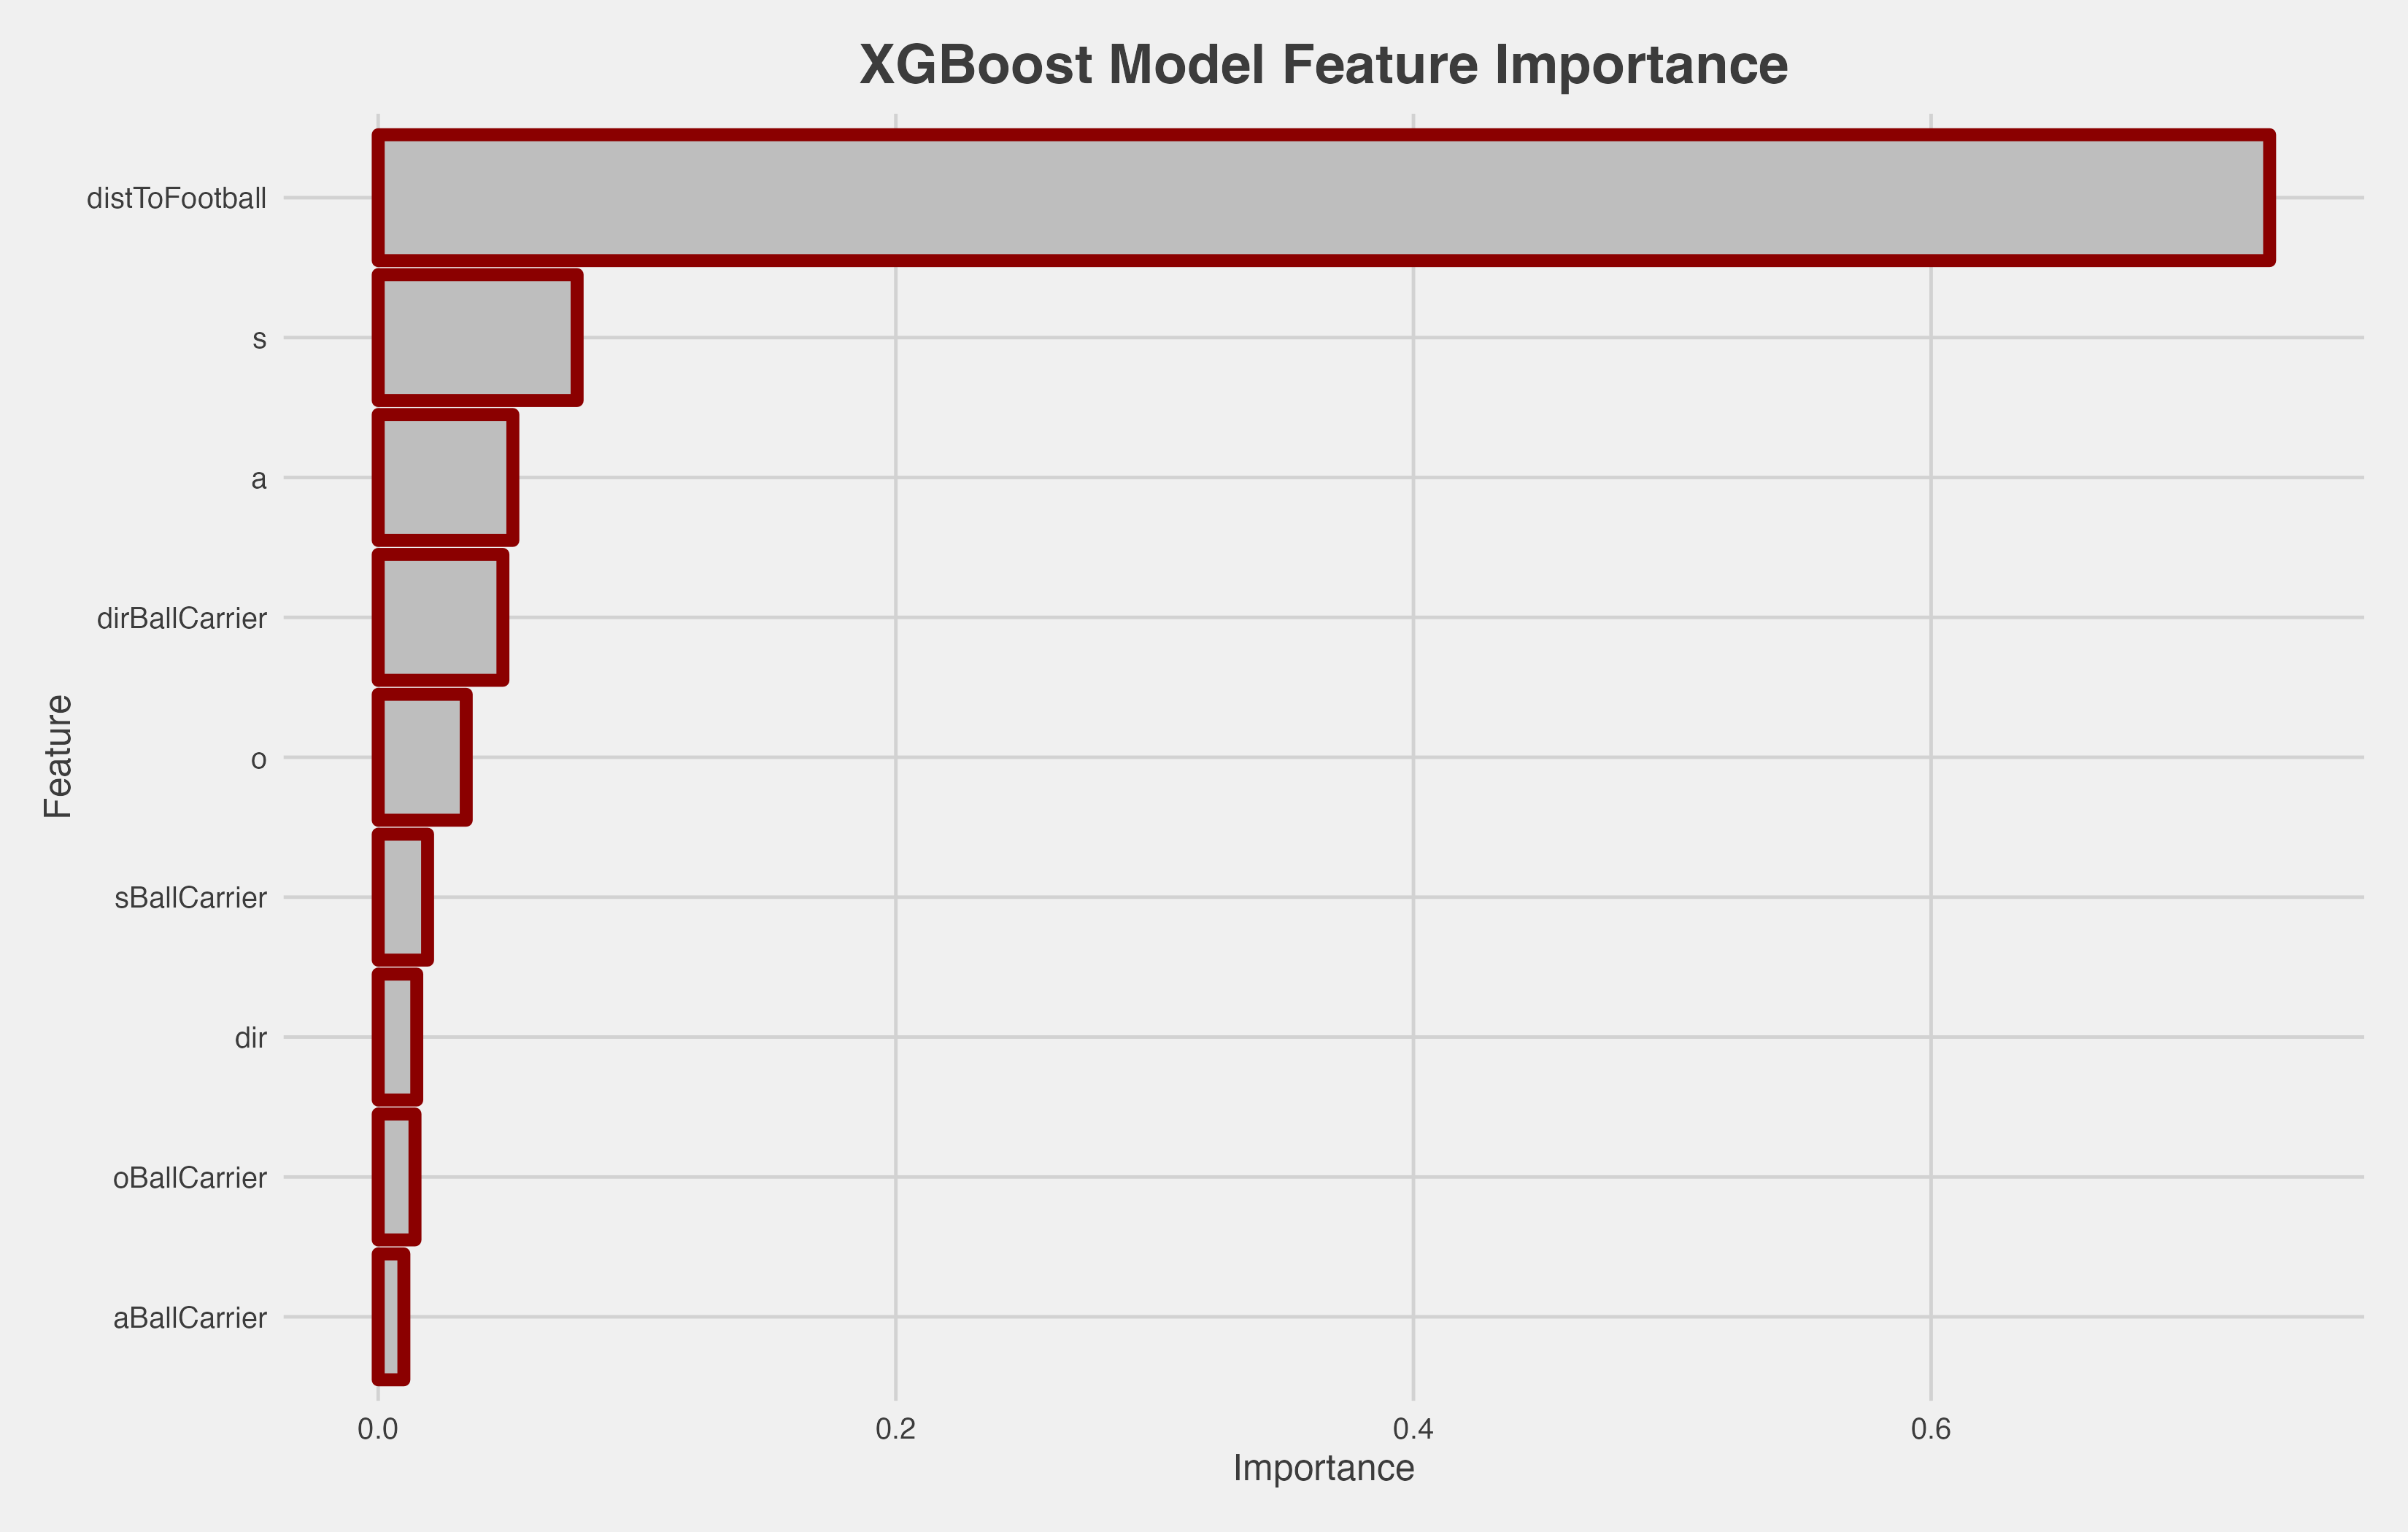 XGBoost Model Feature Importance
distToFootball
s
a
dirBallCarrier
o
sBallCarrier
dir
oBallCarrier
aBallCarrier
Feature
0.0 0.2 0.4 0.6
Importance